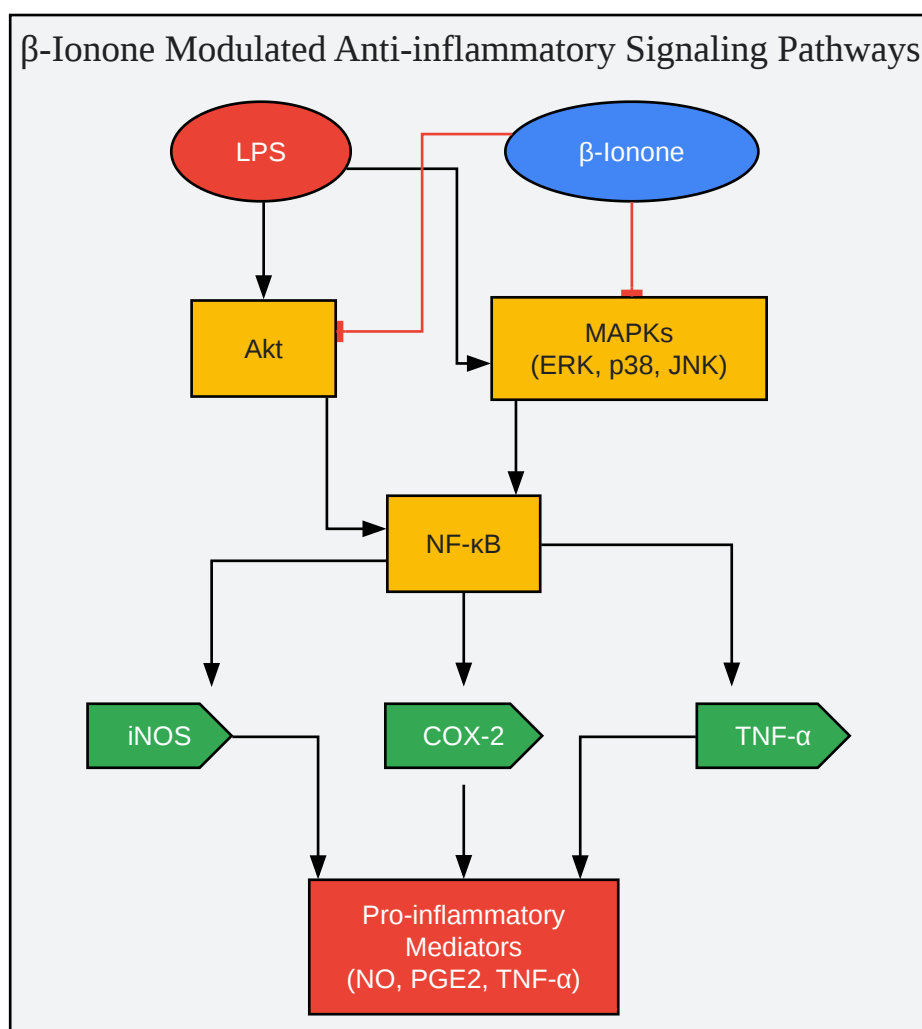 β-Ionone Modulated Anti-inflammatory Signaling Pathways
LPS
β-Ionone
Akt
MAPKs
(ERK, p38, JNK)
NF-κB
iNOS
COX-2
TNF-α
Pro-inflammatory
Mediators
(NO, PGE2, TNF-α)